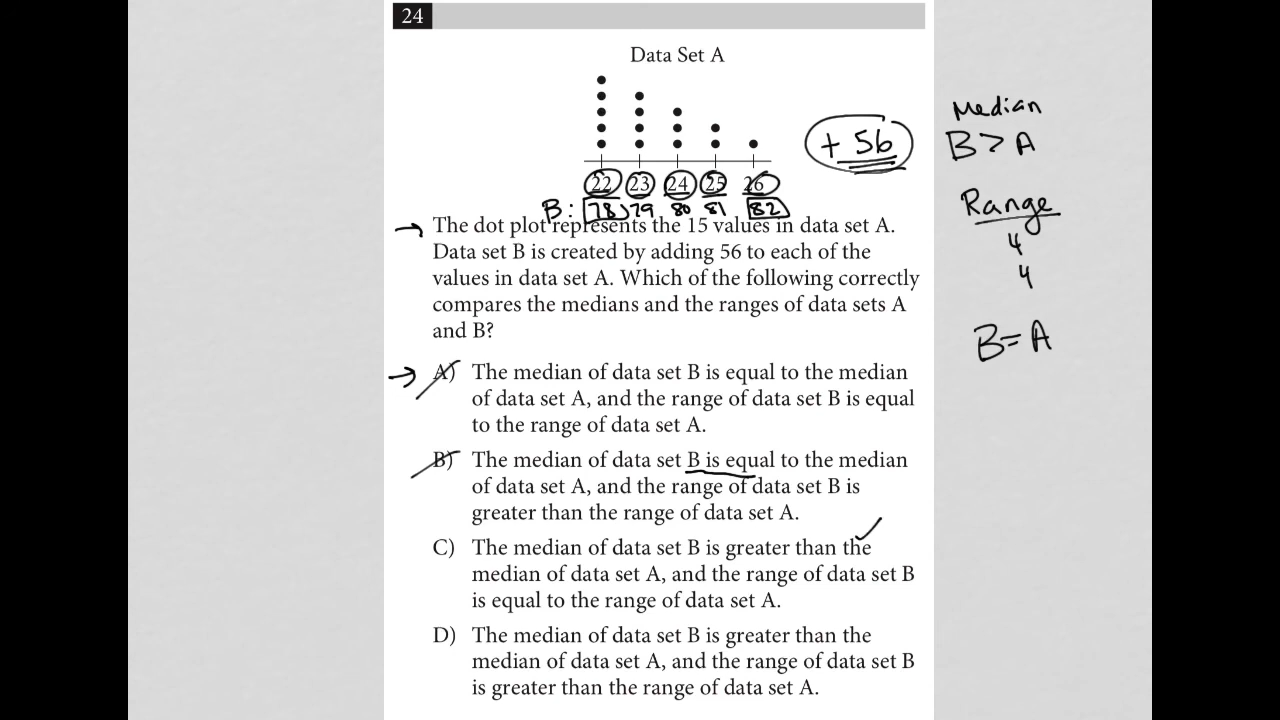 24
Data Set A
+ 56
Median
B > A
22 23 24 25 26
B: 78 79 80 81 82
Range
4
4
B = A
The dot plot represents the 15 values in data set A.
Data set B is created by adding 56 to each of the
values in data set A. Which of the following correctly
compares the medians and the ranges of data sets A
and B?
A) The median of data set B is equal to the median
of data set A, and the range of data set B is equal
to the range of data set A.
B) The median of data set B is equal to the median
of data set A, and the range of data set B is
greater than the range of data set A.
C) The median of data set B is greater than the
median of data set A, and the range of data set B
is equal to the range of data set A.
D) The median of data set B is greater than the
median of data set A, and the range of data set B
is greater than the range of data set A.